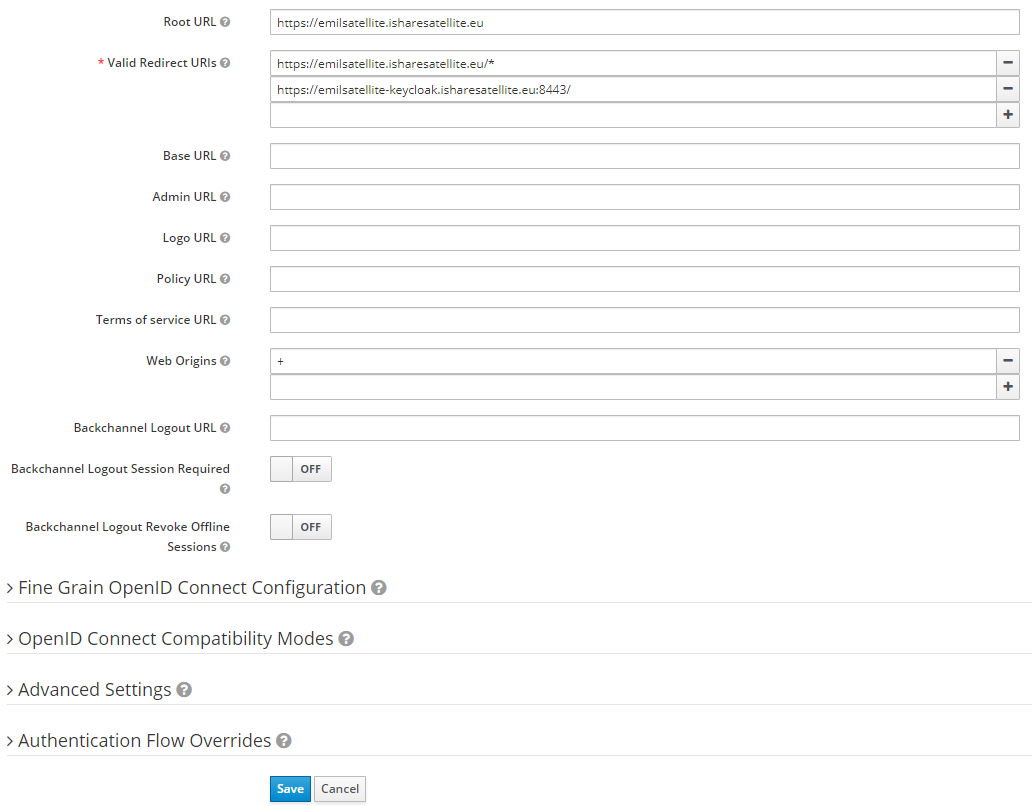 Root URL
https://emilsatellite.isharesatellite.eu
* Valid Redirect URIs
https://emilsatellite.isharesatellite.eu/*
https://emilsatellite-keycloak.isharesatellite.eu:8443/
Base URL
Admin URL
Logo URL
Policy URL
Terms of service URL
Web Origins
+
Backchannel Logout URL
Backchannel Logout Session Required
OFF
Backchannel Logout Revoke Offline
Sessions
OFF
Fine Grain OpenID Connect Configuration
OpenID Connect Compatibility Modes
Advanced Settings
Authentication Flow Overrides
Save Cancel